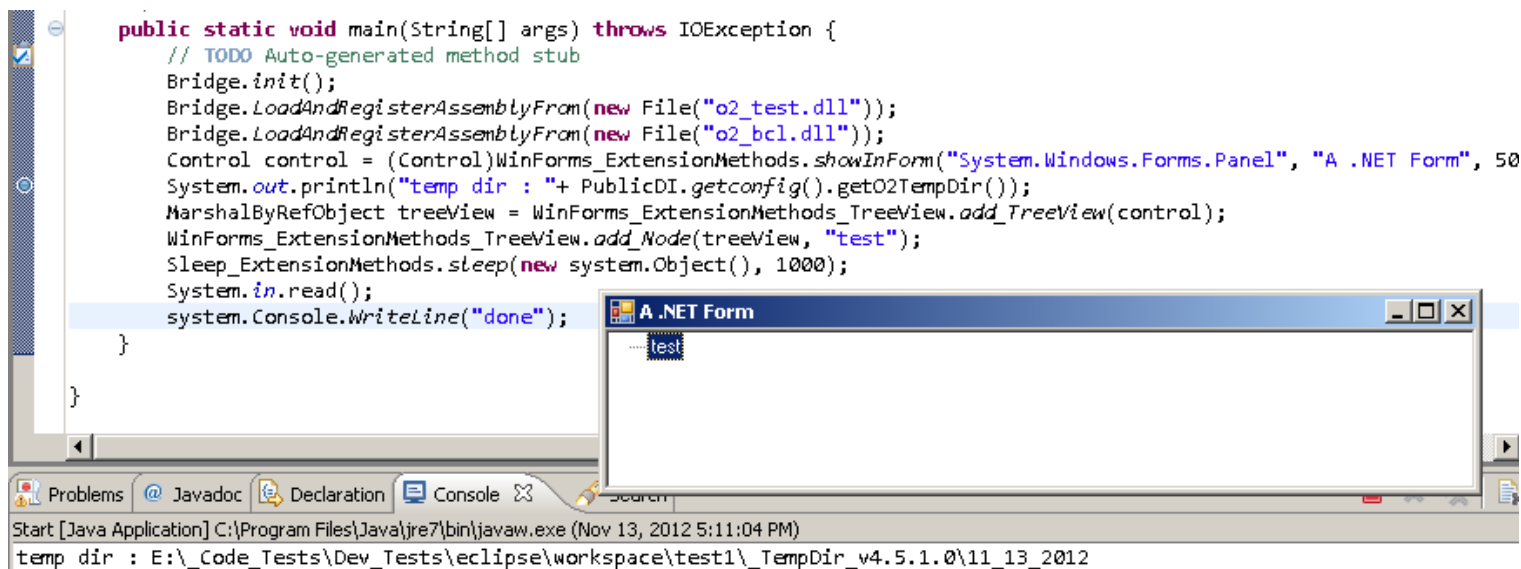 public static void main(String[] args) throws IOException {
// TODO Auto-generated method stub
Bridge.init();
Bridge.LoadAndRegisterAssemblyFrom(new File("o2_test.dll"));
Bridge.LoadAndRegisterAssemblyFrom(new File("o2_bcl.dll"));
Control control = (Control)WinForms_ExtensionMethods.showInForm("System.Windows.Forms.Panel", "A .NET Form", 50
System.out.println("temp dir : "+ PublicDI.getconfig().getO2TempDir());
MarshalByRefObject treeView = WinForms_ExtensionMethods_TreeView.add_TreeView(control);
WinForms_ExtensionMethods_TreeView.add_Node(treeView, "test");
Sleep_ExtensionMethods.sleep(new system.Object(), 1000);
System.in.read();
system.Console.WriteLine("done");
}
}
A .NET Form
test
Problems @ Javadoc Declaration Console Search
Start [Java Application] C:\Program Files\Java\jre7\bin\javaw.exe (Nov 13, 2012 5:11:04 PM)
temp dir : E:\_Code_Tests\Dev_Tests\eclipse\workspace\test1\_TempDir_v4.5.1.0\11_13_2012